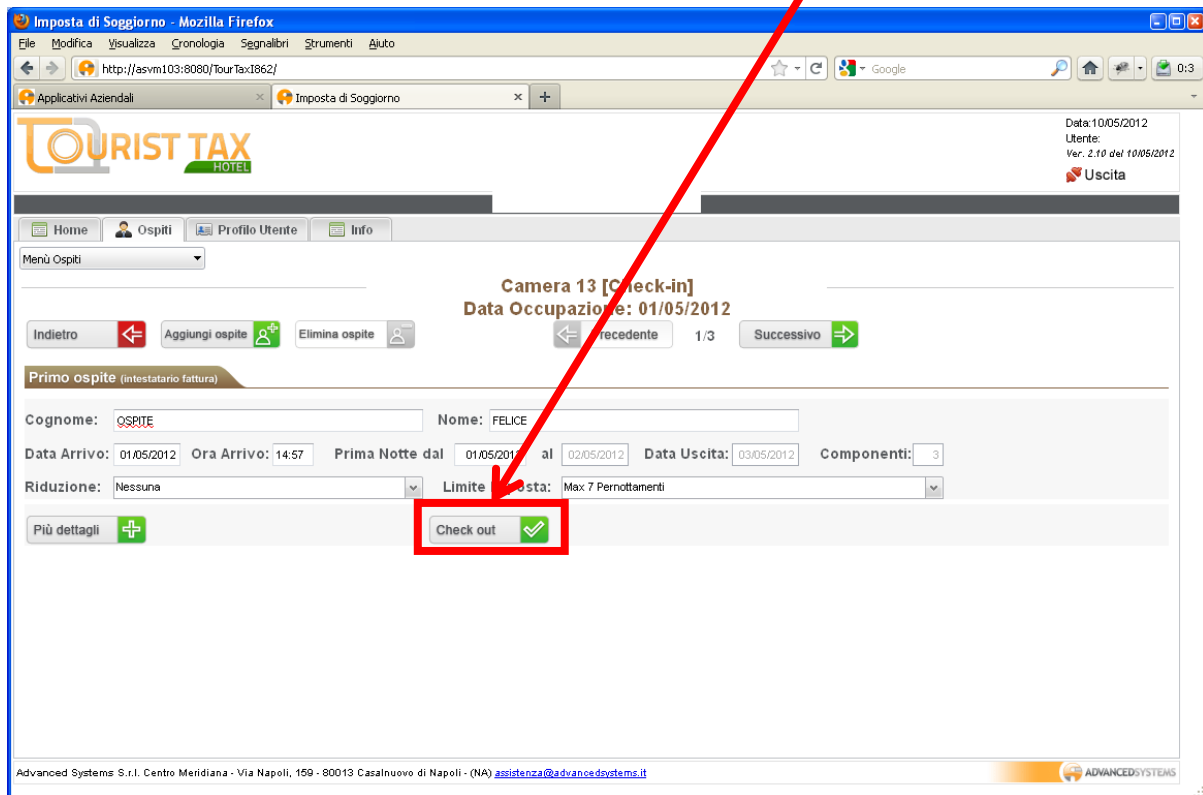 Imposta di Soggiorno - Mozilla Firefox
File Modifica Visualizza Cronologia Segnalibri Strumenti Aiuto
http://asvm103:8080/TourTaxI862/ Google 0:3
Applicativi Aziendali Imposta di Soggiorno
TOURIST TAX
HOTEL
Data:10/05/2012
Utente:
Ver. 2.10 del 10/05/2012
Uscita
Home Ospiti Profilo Utente Info
Menù Ospiti
Camera 13 [Check-in]
Data Occupazione: 01/05/2012
Indietro Aggiungi ospite Elimina ospite Precedente 1/3 Successivo
Primo ospite (intestatario fattura)
Cognome: OSPITE Nome: FELICE
Data Arrivo: 01/05/2012 Ora Arrivo: 14:57 Prima Notte dal 01/05/2012 al 02/05/2012 Data Uscita: 03/05/2012 Componenti: 3
Riduzione: Nessuna Limite Imposta: Max 7 Pernottamenti
Più dettagli Check out
Advanced Systems S.r.l. Centro Meridiana - Via Napoli, 159 - 80013 Casalnuovo di Napoli - (NA) assistenza@advancedsystems.it ADVANCEDSYSTEMS